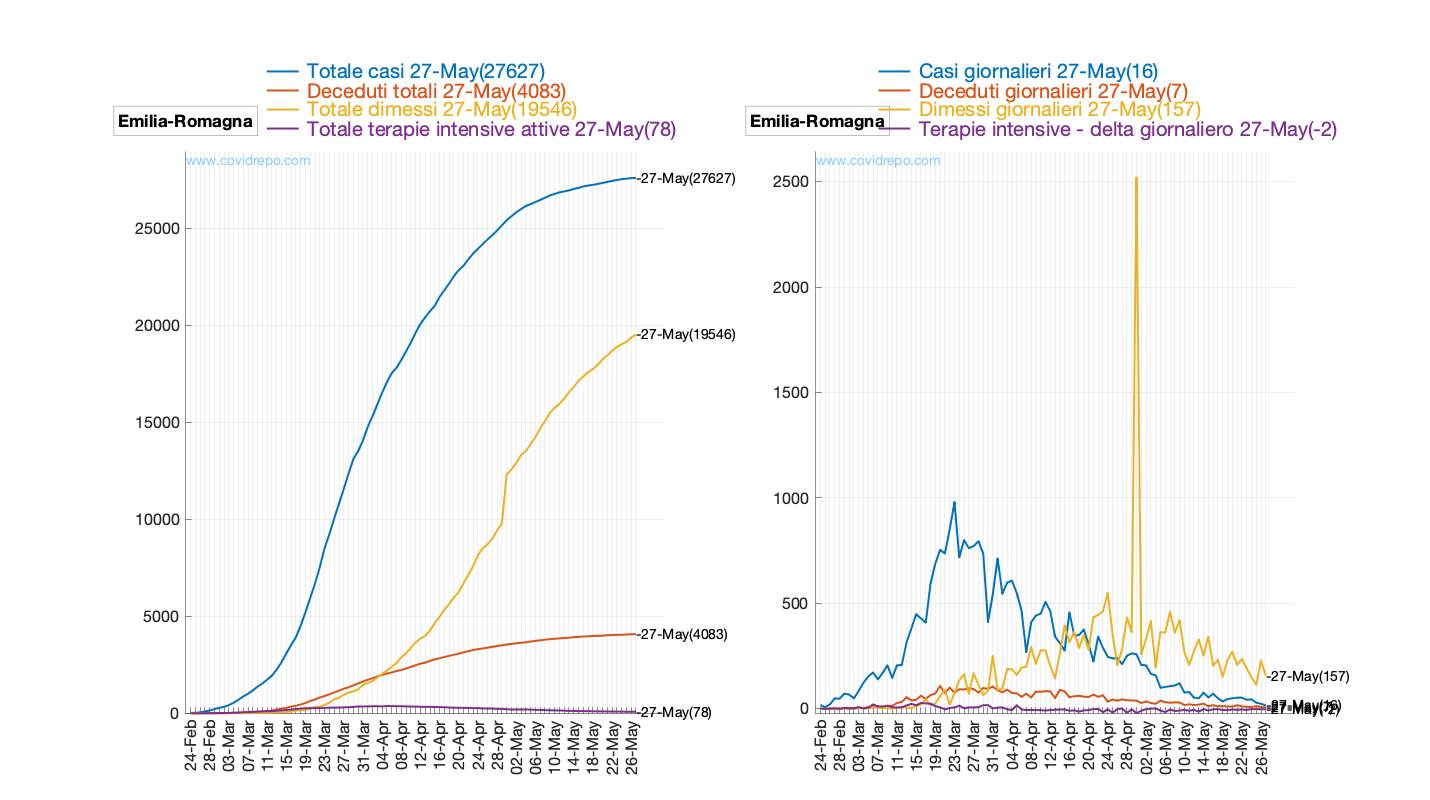 Totale casi 27-May(27627)
Deceduti totali 27-May(4083)
Totale dimessi 27-May(19546)
Totale terapie intensive attive 27-May(78)
Emilia-Romagna
www.covidrepo.com
25000
20000
15000
10000
5000
0
-27-May(27627)
-27-May(19546)
-27-May(4083)
-27-May(78)
24-Feb
28-Feb
03-Mar
07-Mar
11-Mar
15-Mar
19-Mar
23-Mar
27-Mar
31-Mar
04-Apr
08-Apr
12-Apr
16-Apr
20-Apr
24-Apr
28-Apr
02-May
06-May
10-May
14-May
18-May
22-May
26-May
Casi giornalieri 27-May(16)
Deceduti giornalieri 27-May(7)
Dimessi giornalieri 27-May(157)
Terapie intensive - delta giornaliero 27-May(-2)
Emilia-Romagna
www.covidrepo.com
2500
2000
1500
1000
500
0
-27-May(157)
24-Feb
28-Feb
03-Mar
07-Mar
11-Mar
15-Mar
19-Mar
23-Mar
27-Mar
31-Mar
04-Apr
08-Apr
12-Apr
16-Apr
20-Apr
24-Apr
28-Apr
02-May
06-May
10-May
14-May
18-May
22-May
26-May